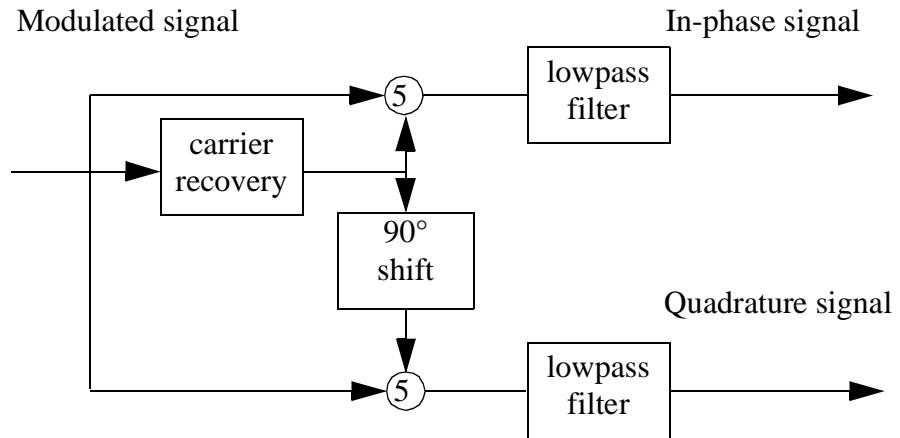 Modulated signal
In-phase signal
5
lowpass
filter
carrier
recovery
90°
shift
Quadrature signal
5
lowpass
filter